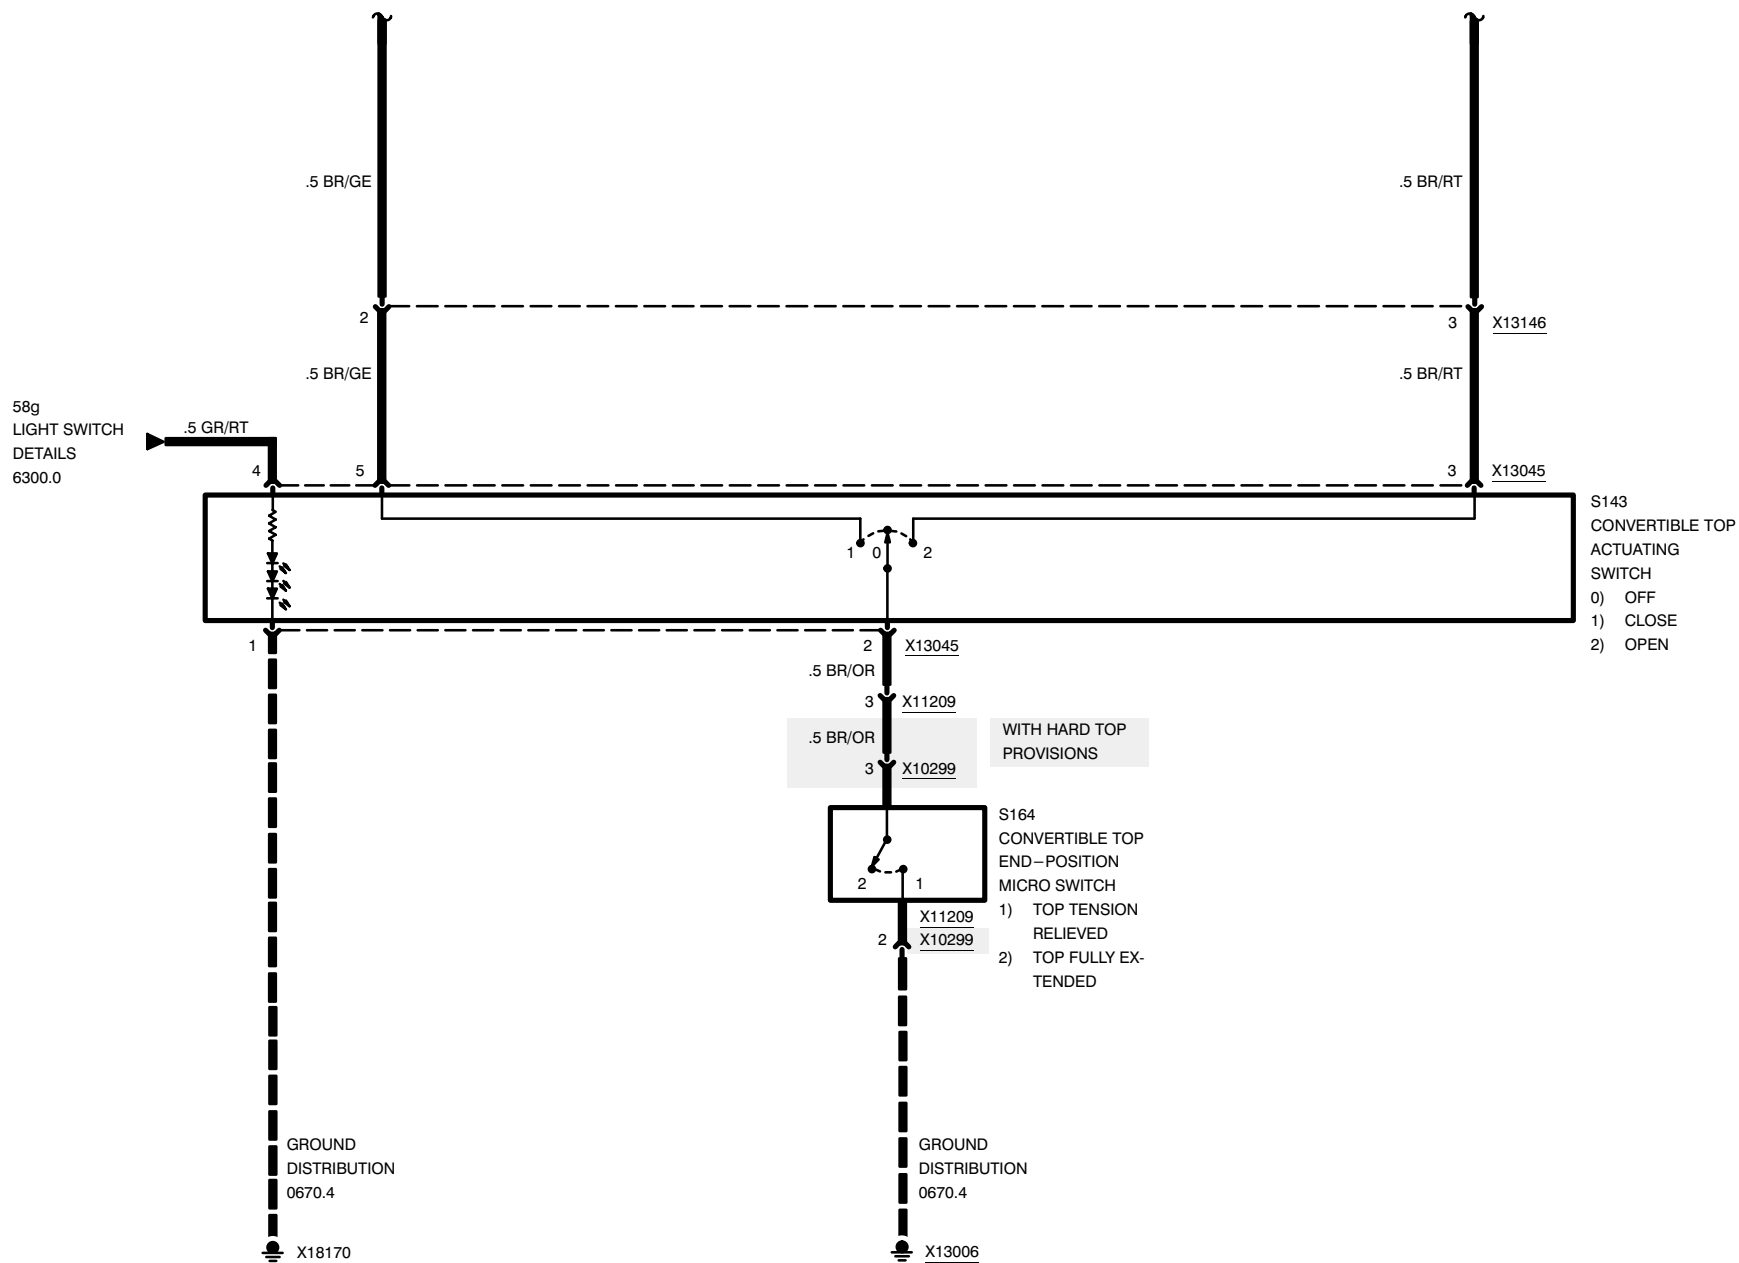 .5 BR/GE
.5 BR/RT
2
3
X13146
.5 BR/GE
.5 BR/RT
58g
LIGHT SWITCH
DETAILS
6300.0
.5 GR/RT
4
5
3
X13045
S143
CONVERTIBLE TOP
ACTUATING
SWITCH
0) OFF
1) CLOSE
2) OPEN
1
0
2
1
2
X13045
.5 BR/OR
3
X11209
.5 BR/OR
WITH HARD TOP
PROVISIONS
3
X10299
S164
CONVERTIBLE TOP
END–POSITION
MICRO SWITCH
1) TOP TENSION
RELIEVED
2) TOP FULLY EX-
TENDED
2
1
X11209
2
X10299
GROUND
DISTRIBUTION
0670.4
X18170
GROUND
DISTRIBUTION
0670.4
X13006